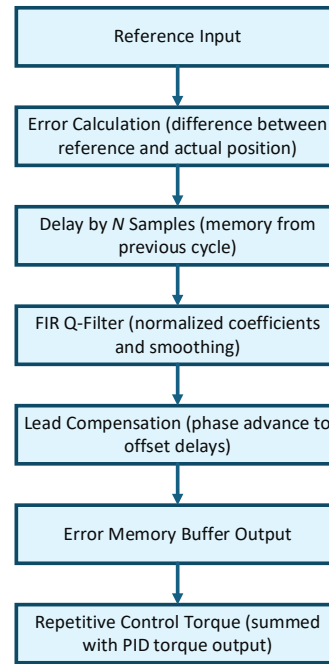 Reference Input
Error Calculation (difference between
reference and actual position)
Delay by N Samples (memory from
previous cycle)
FIR Q-Filter (normalized coefficients
and smoothing)
Lead Compensation (phase advance to
offset delays)
Error Memory Buffer Output
Repetitive Control Torque (summed
with PID torque output)